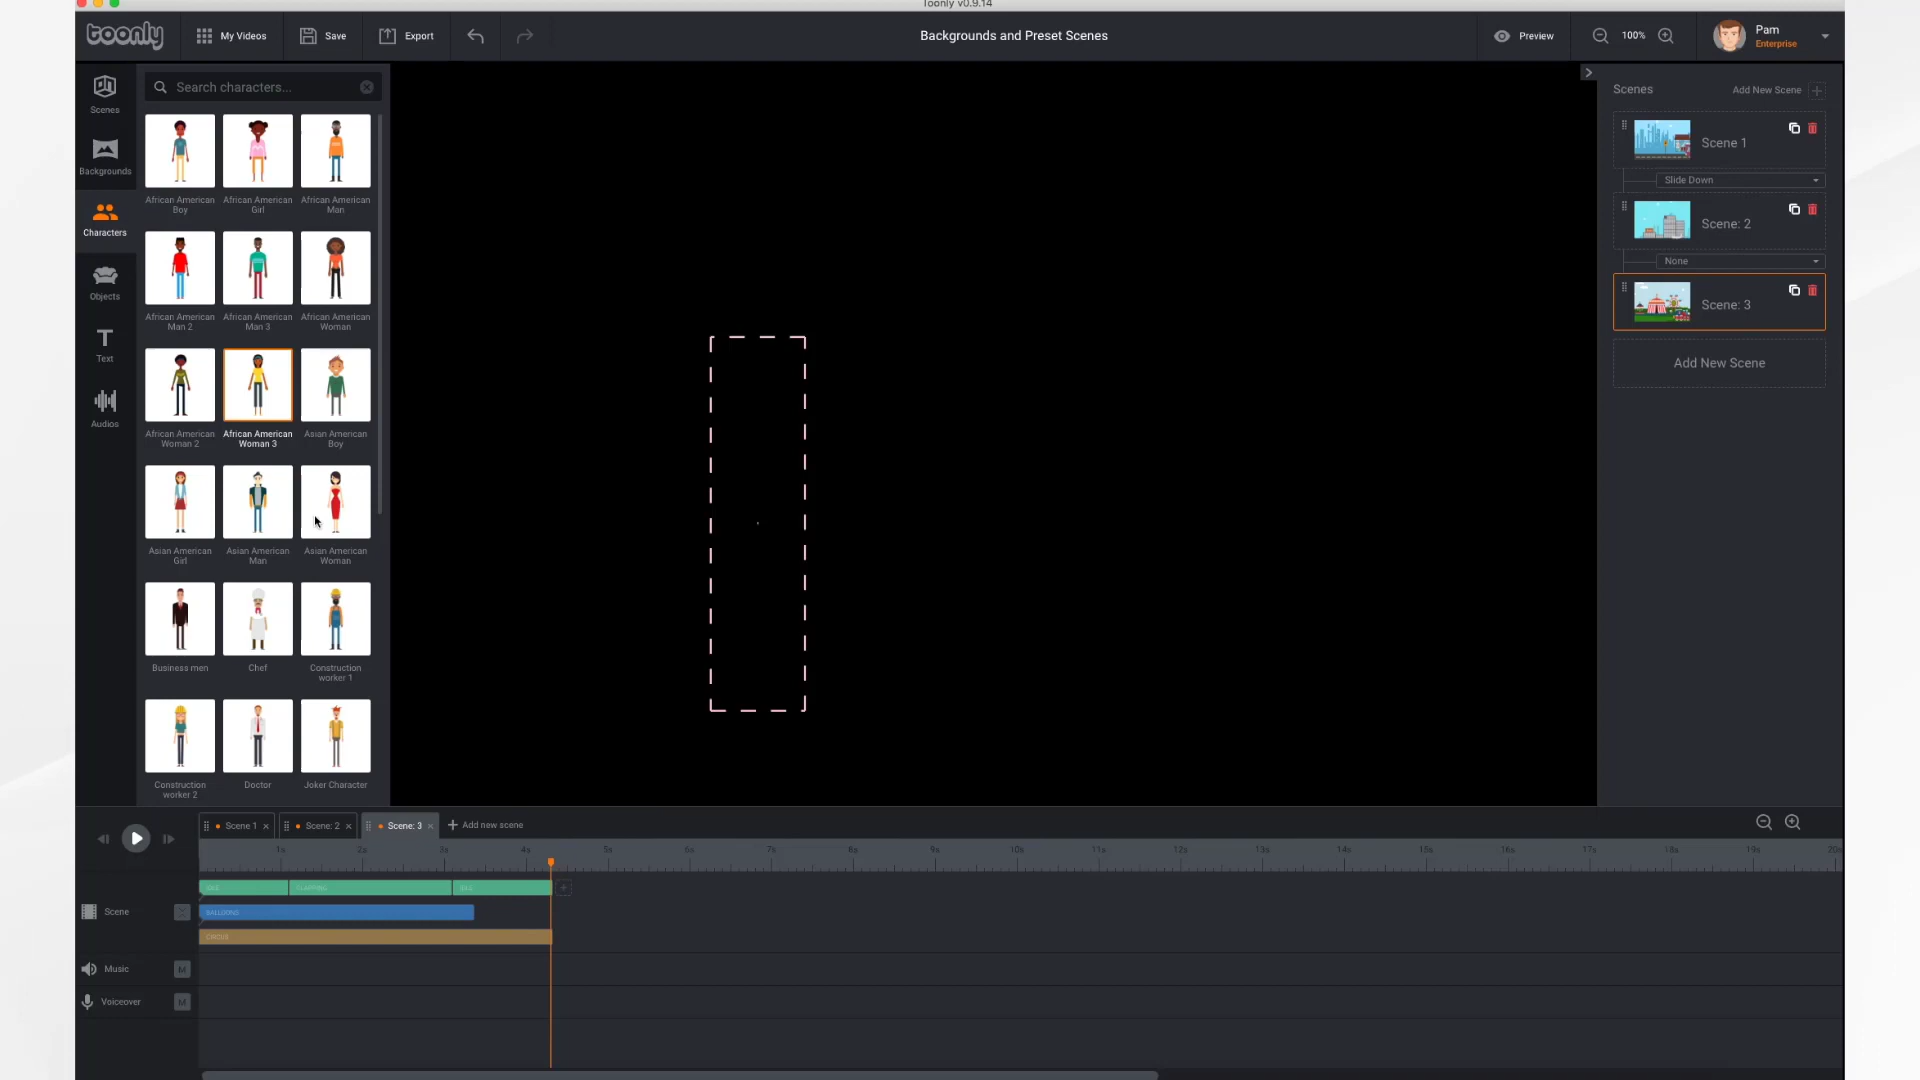 Toonly v0.9.14
toonly
My Videos
Save
Export
Backgrounds and Preset Scenes
Preview
100%
Pam
Enterprise
Scenes
Backgrounds
Characters
Objects
Text
Audios
Search characters...
African American
Boy
African American
Girl
African American
Man
African American
Man 2
African American
Man 3
African American
Woman
African American
Woman 2
African American
Woman 3
Asian American
Boy
Asian American
Girl
Asian American
Man
Asian American
Woman
Business men
Chef
Construction
worker 1
Construction
worker 2
Doctor
Joker Character
Scenes
Add New Scene
Scene 1
Slide Down
Scene: 2
None
Scene: 3
Add New Scene
Scene 1
Scene: 2
Scene: 3
Add new scene
1s 2s 3s 4s 5s 6s 7s 8s 9s 10s 11s 12s 13s 14s 15s 16s 17s 18s 19s 20s
CLAPPING
Scene
BALLOONS
CIRCUS
Music
M
Voiceover
M